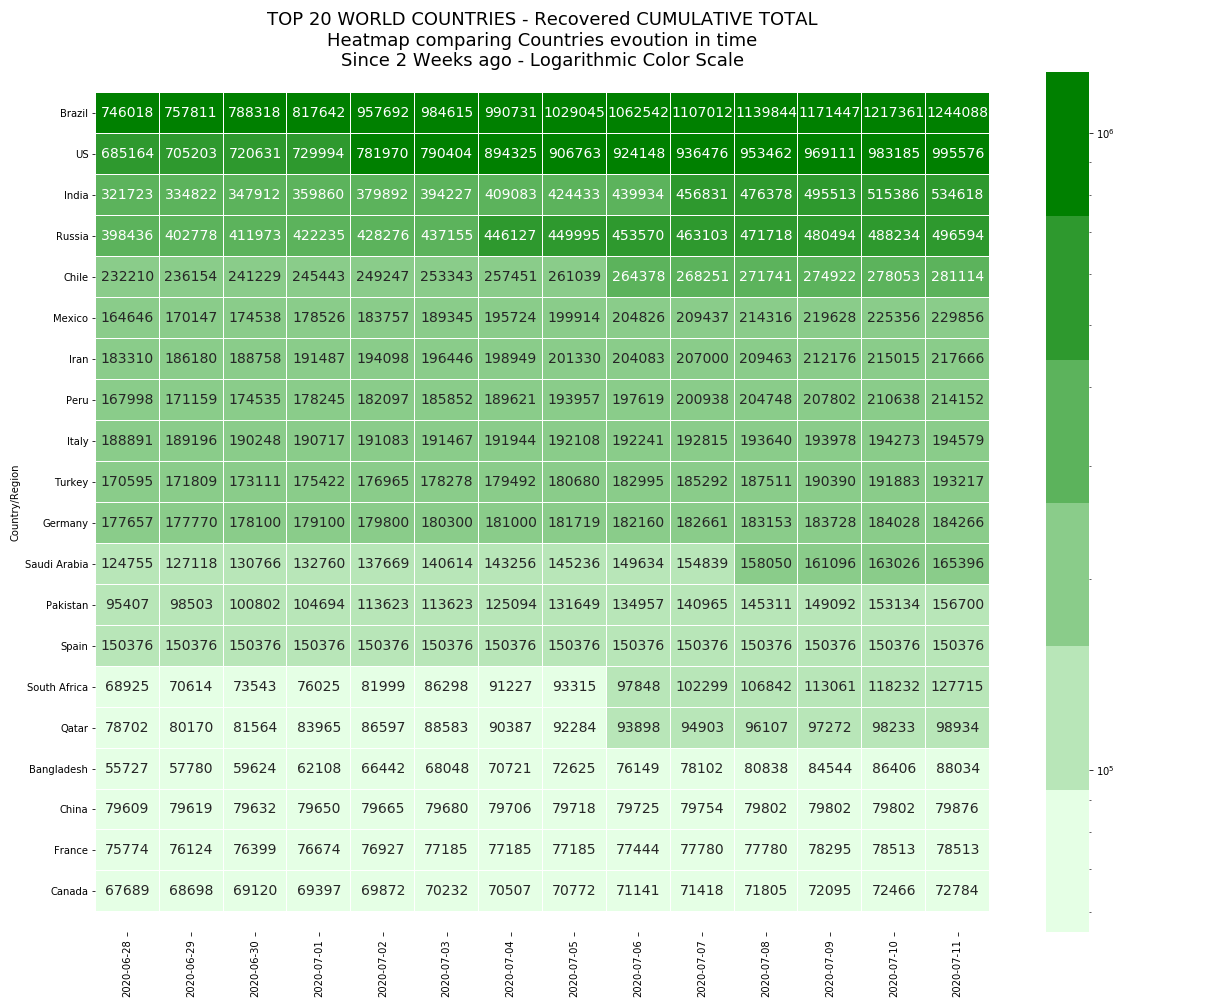 TOP 20 WORLD COUNTRIES - Recovered CUMULATIVE TOTAL
Heatmap comparing Countries evoution in time
Since 2 Weeks ago - Logarithmic Color Scale
Country/Region
Brazil 746018 757811 788318 817642 957692 984615 990731 1029045 1062542 1107012 1139844 1171447 1217361 1244088
US 685164 705203 720631 729994 781970 790404 894325 906763 924148 936476 953462 969111 983185 995576
India 321723 334822 347912 359860 379892 394227 409083 424433 439934 456831 476378 495513 515386 534618
Russia 398436 402778 411973 422235 428276 437155 446127 449995 453570 463103 471718 480494 488234 496594
Chile 232210 236154 241229 245443 249247 253343 257451 261039 264378 268251 271741 274922 278053 281114
Mexico 164646 170147 174538 178526 183757 189345 195724 199914 204826 209437 214316 219628 225356 229856
Iran 183310 186180 188758 191487 194098 196446 198949 201330 204083 207000 209463 212176 215015 217666
Peru 167998 171159 174535 178245 182097 185852 189621 193957 197619 200938 204748 207802 210638 214152
Italy 188891 189196 190248 190717 191083 191467 191944 192108 192241 192815 193640 193978 194273 194579
Turkey 170595 171809 173111 175422 176965 178278 179492 180680 182995 185292 187511 190390 191883 193217
Germany 177657 177770 178100 179100 179800 180300 181000 181719 182160 182661 183153 183728 184028 184266
Saudi Arabia 124755 127118 130766 132760 137669 140614 143256 145236 149634 154839 158050 161096 163026 165396
Pakistan 95407 98503 100802 104694 113623 113623 125094 131649 134957 140965 145311 149092 153134 156700
Spain 150376 150376 150376 150376 150376 150376 150376 150376 150376 150376 150376 150376 150376 150376
South Africa 68925 70614 73543 76025 81999 86298 91227 93315 97848 102299 106842 113061 118232 127715
Qatar 78702 80170 81564 83965 86597 88583 90387 92284 93898 94903 96107 97272 98233 98934
Bangladesh 55727 57780 59624 62108 66442 68048 70721 72625 76149 78102 80838 84544 86406 88034
China 79609 79619 79632 79650 79665 79680 79706 79718 79725 79754 79802 79802 79802 79876
France 75774 76124 76399 76674 76927 77185 77185 77185 77444 77780 77780 78295 78513 78513
Canada 67689 68698 69120 69397 69872 70232 70507 70772 71141 71418 71805 72095 72466 72784
2020-06-28 2020-06-29 2020-06-30 2020-07-01 2020-07-02 2020-07-03 2020-07-04 2020-07-05 2020-07-06 2020-07-07 2020-07-08 2020-07-09 2020-07-10 2020-07-11
10⁶
10⁵